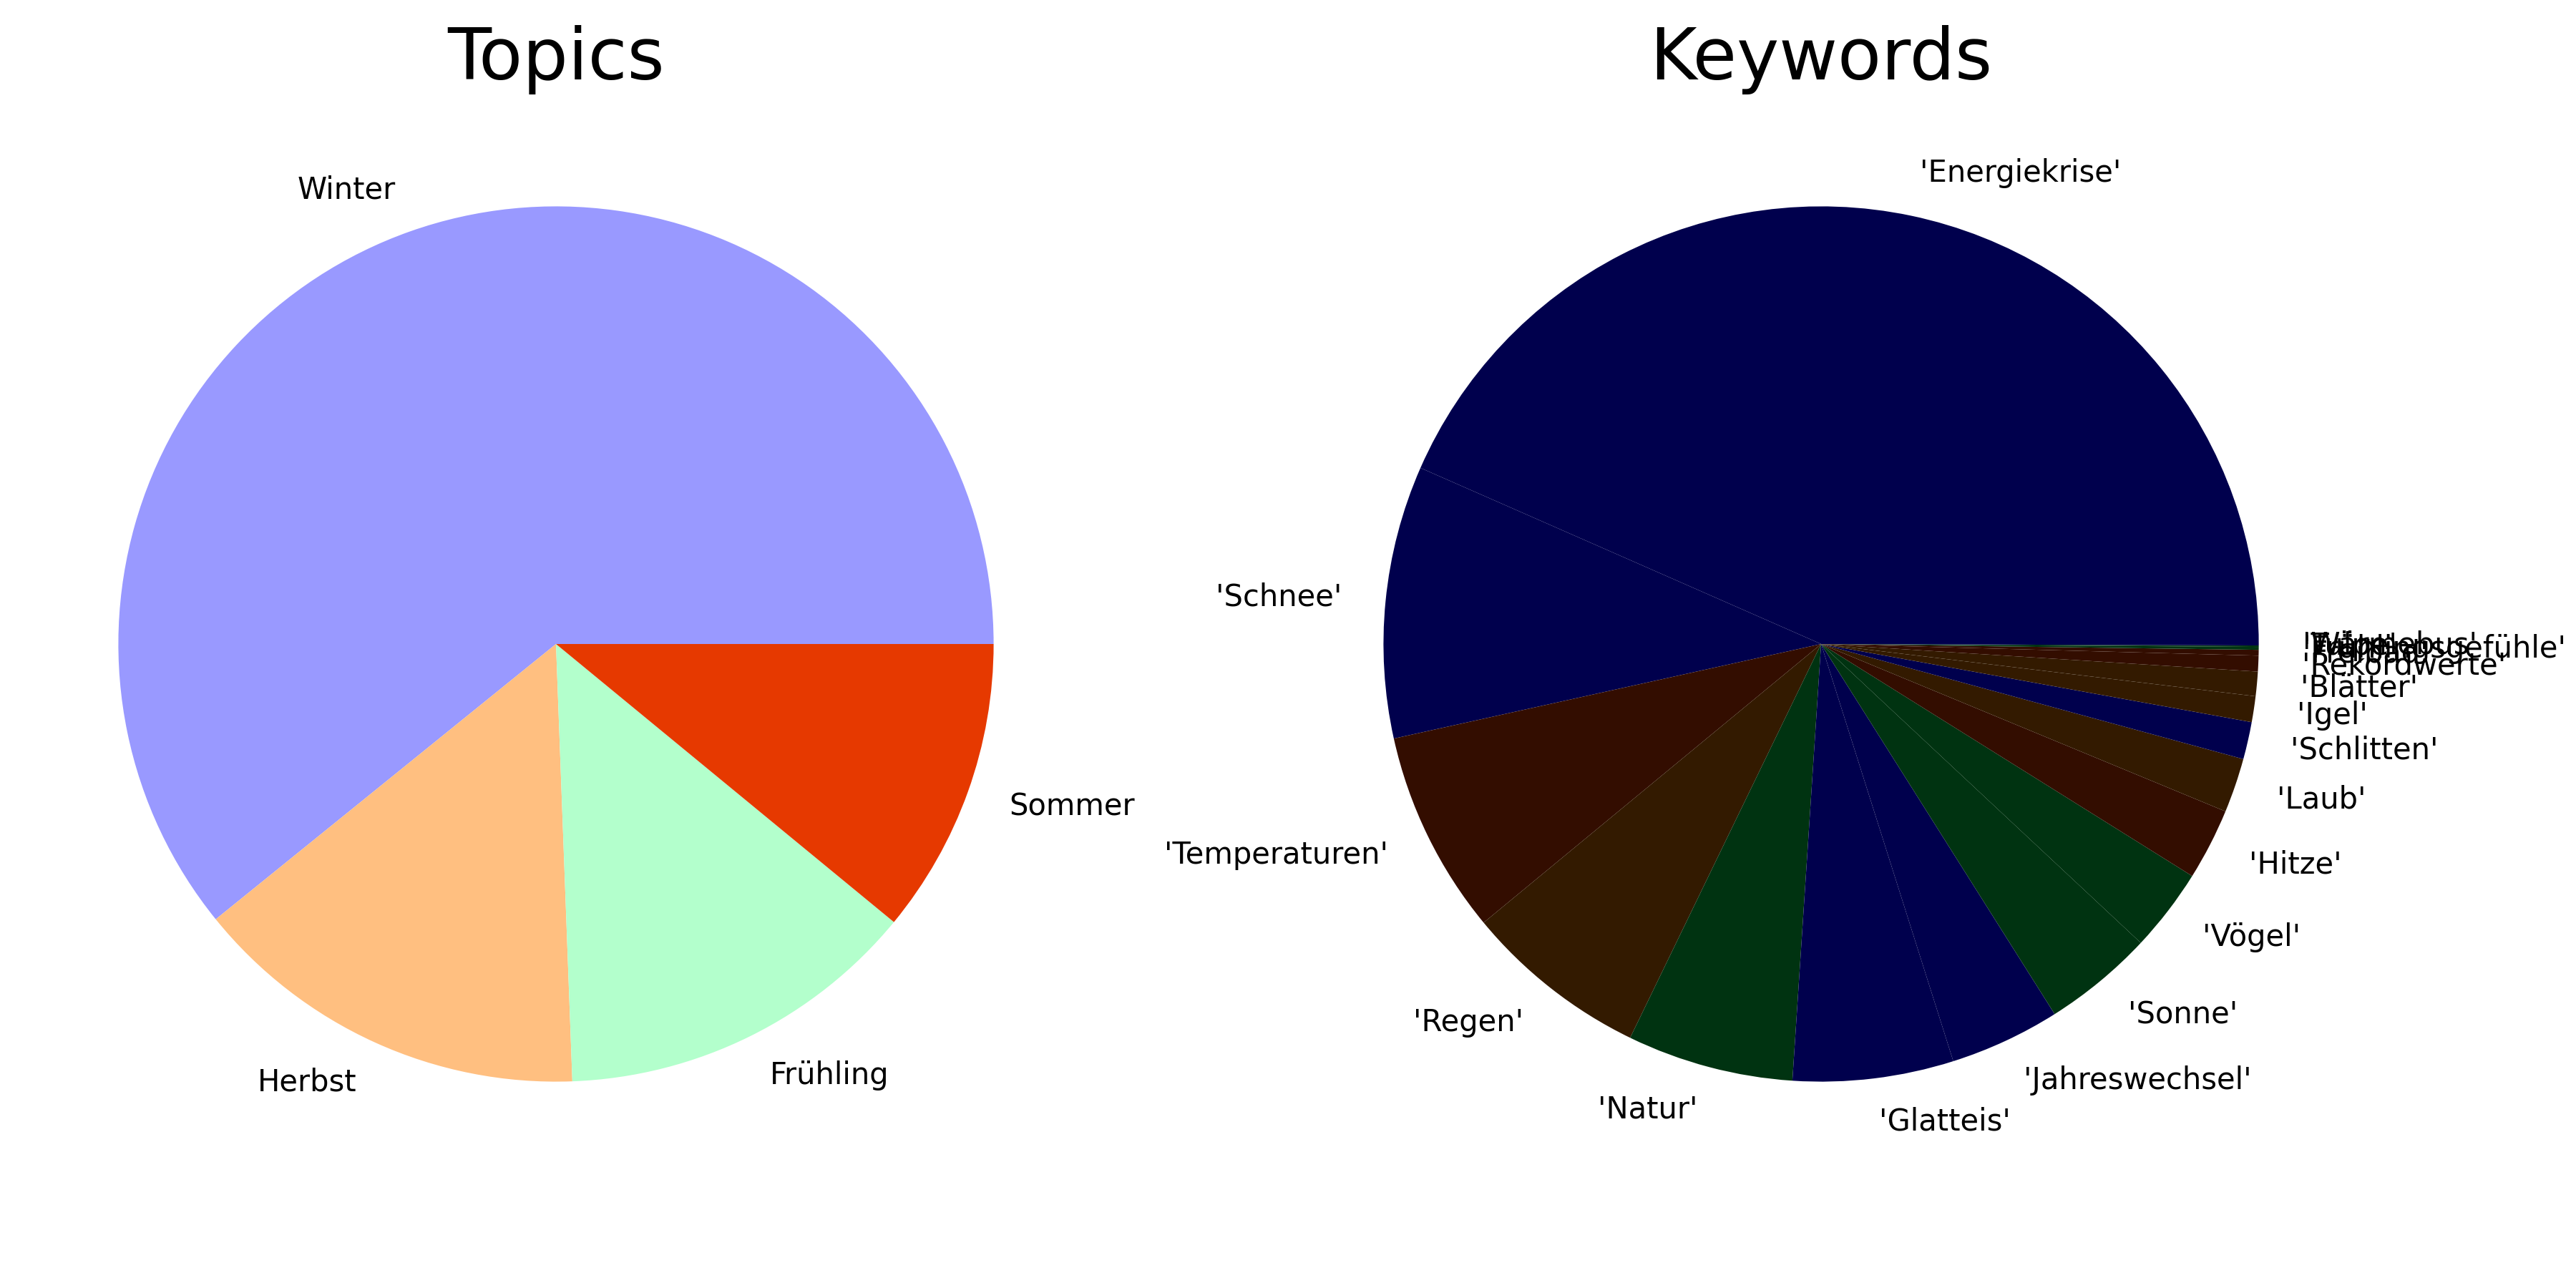 Topics
Keywords
Winter
Herbst
Frühling
Sommer
'Energiekrise'
'Schnee'
'Temperaturen'
'Regen'
'Natur'
'Glatteis'
'Jahreswechsel'
'Sonne'
'Vögel'
'Hitze'
'Laub'
'Schlitten'
'Igel'
'Blätter'
'Rekordwerte'